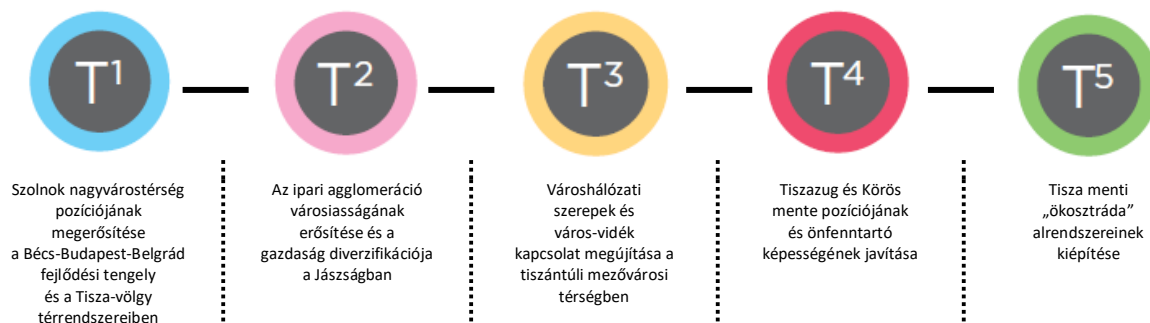 T¹
T²
T³
T⁴
T⁵
Szolnok nagyvárostérség
pozíciójának
megerősítése
a Bécs-Budapest-Belgrád
fejlődési tengely
és a Tisza-völgy
térrendszereiben
Az ipari agglomeráció
városiasságának
erősítése és a
gazdaság diverzifikációja
a Jászságban
Városhálózati
szerepek és
város-vidék
kapcsolat megújítása a
tiszántúli mezővárosi
térségben
Tiszazug és Körös
mente pozíciójának
és önfenntartó
képességének javítása
Tisza menti
„ökosztráda”
alrendszereinek
kiépítése